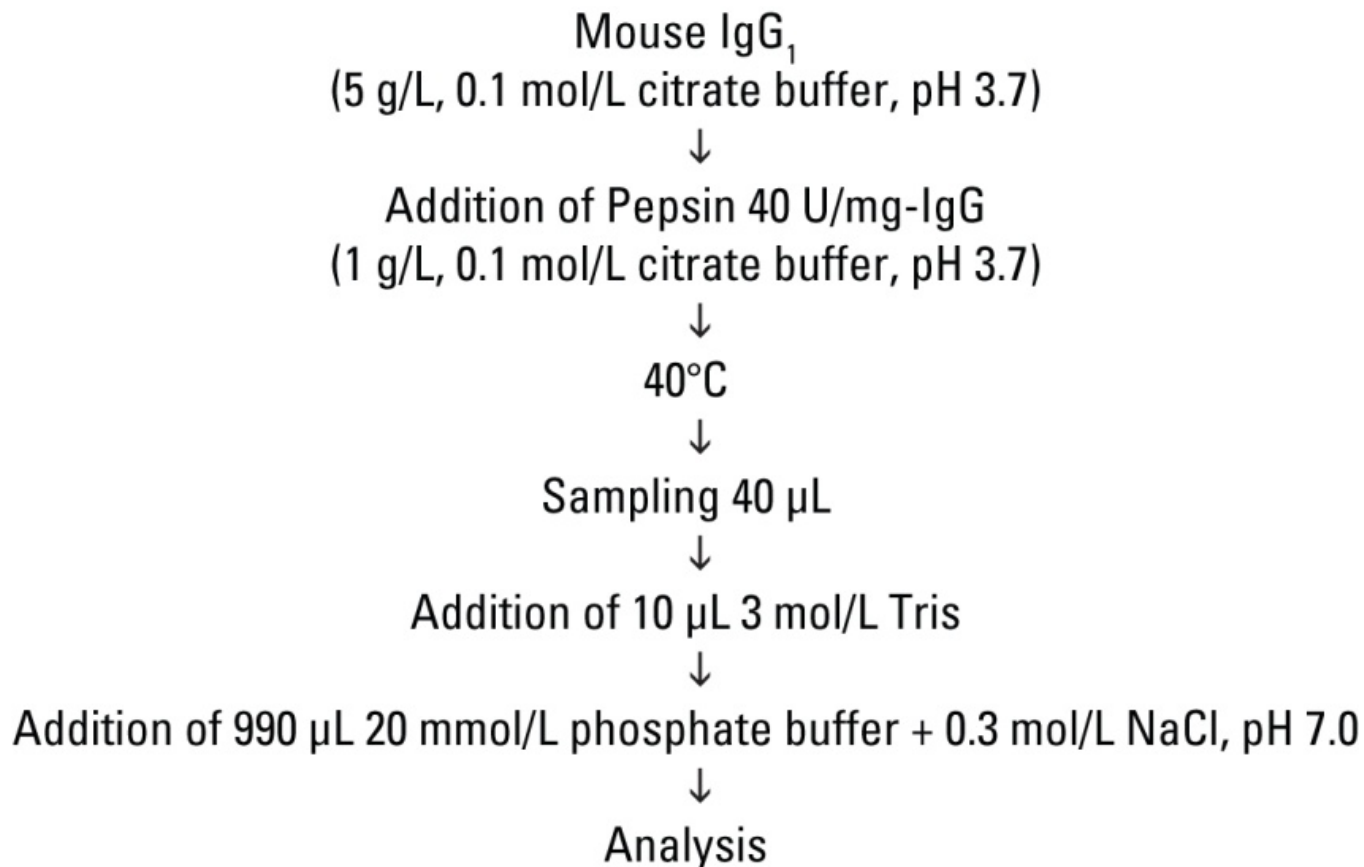 Mouse IgG₁
(5 g/L, 0.1 mol/L citrate buffer, pH 3.7)
↓
Addition of Pepsin 40 U/mg-IgG
(1 g/L, 0.1 mol/L citrate buffer, pH 3.7)
↓
40°C
↓
Sampling 40 µL
↓
Addition of 10 µL 3 mol/L Tris
↓
Addition of 990 µL 20 mmol/L phosphate buffer + 0.3 mol/L NaCl, pH 7.0
↓
Analysis